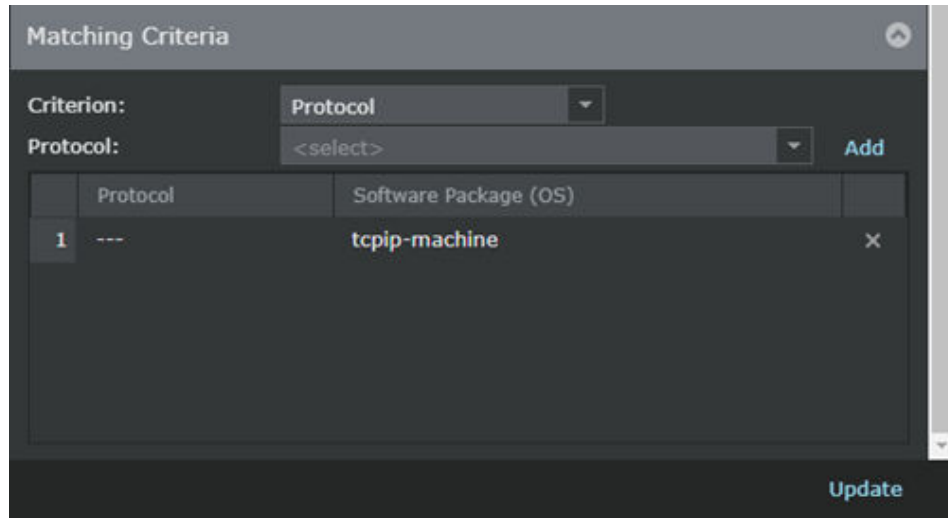 Matching Criteria
Criterion: Protocol
Protocol: <select> Add
Protocol Software Package (OS)
1 --- tcpip-machine ×
Update